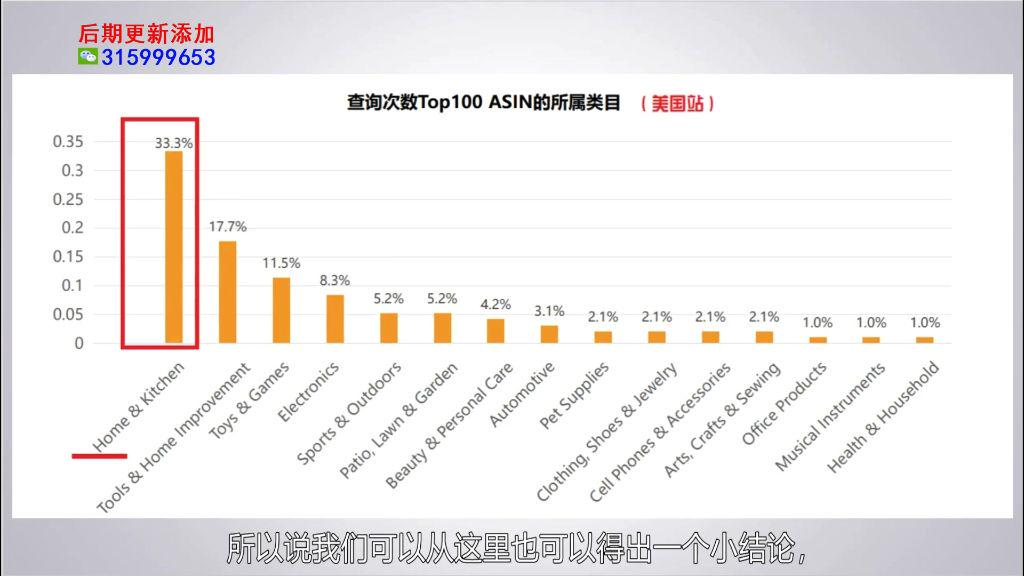 后期更新添加
315999653
查询次数Top100 ASIN的所属类目 (美国站)
0.35
0.3
0.25
0.2
0.15
0.1
0.05
0
33.3%
17.7%
11.5%
8.3%
5.2%
5.2%
4.2%
3.1%
2.1%
2.1%
2.1%
2.1%
1.0%
1.0%
1.0%
Home & Kitchen
Tools & Home Improvement
Toys & Games
Electronics
Sports & Outdoors
Patio, Lawn & Garden
Beauty & Personal Care
Automotive
Pet Supplies
Clothing, Shoes & Jewelry
Cell Phones & Accessories
Arts, Crafts & Sewing
Office Products
Musical Instruments
Health & Household
所以说我们可以从这里也可以得出一个小结论,